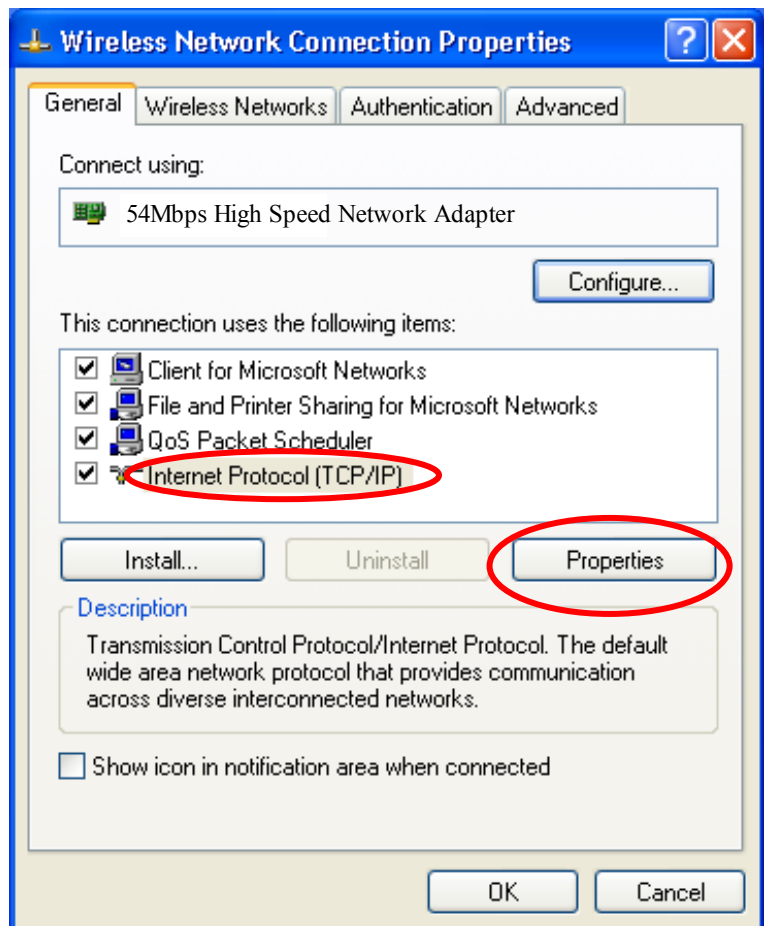 Wireless Network Connection Properties
General Wireless Networks Authentication Advanced
Connect using:
54Mbps High Speed Network Adapter
Configure...
This connection uses the following items:
Client for Microsoft Networks
File and Printer Sharing for Microsoft Networks
QoS Packet Scheduler
Internet Protocol (TCP/IP)
Install... Uninstall Properties
Description
Transmission Control Protocol/Internet Protocol. The default
wide area network protocol that provides communication
across diverse interconnected networks.
Show icon in notification area when connected
OK Cancel